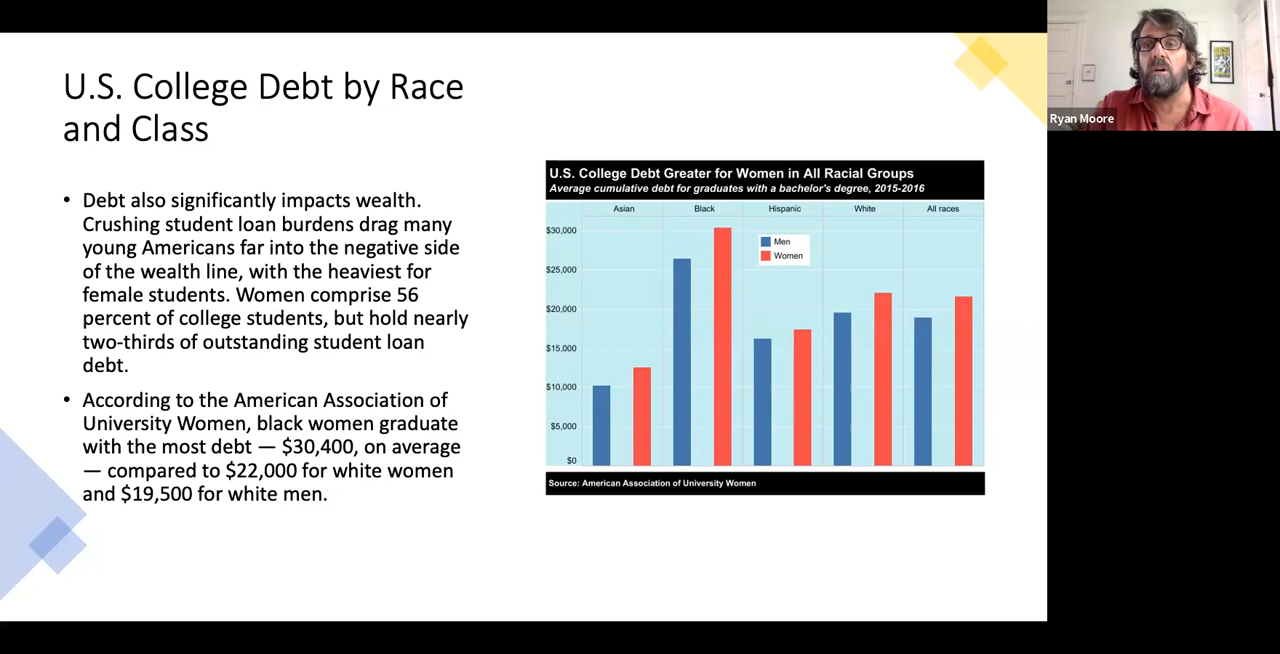 U.S. College Debt by Race
and Class
• Debt also significantly impacts wealth.
Crushing student loan burdens drag many
young Americans far into the negative side
of the wealth line, with the heaviest for
female students. Women comprise 56
percent of college students, but hold nearly
two-thirds of outstanding student loan
debt.
• According to the American Association of
University Women, black women graduate
with the most debt — $30,400, on average
— compared to $22,000 for white women
and $19,500 for white men.
U.S. College Debt Greater for Women in All Racial Groups
Average cumulative debt for graduates with a bachelor's degree, 2015-2016
Asian Black Hispanic White All races
$30,000
$25,000
$20,000
$15,000
$10,000
$5,000
$0
Men
Women
Source: American Association of University Women
Ryan Moore